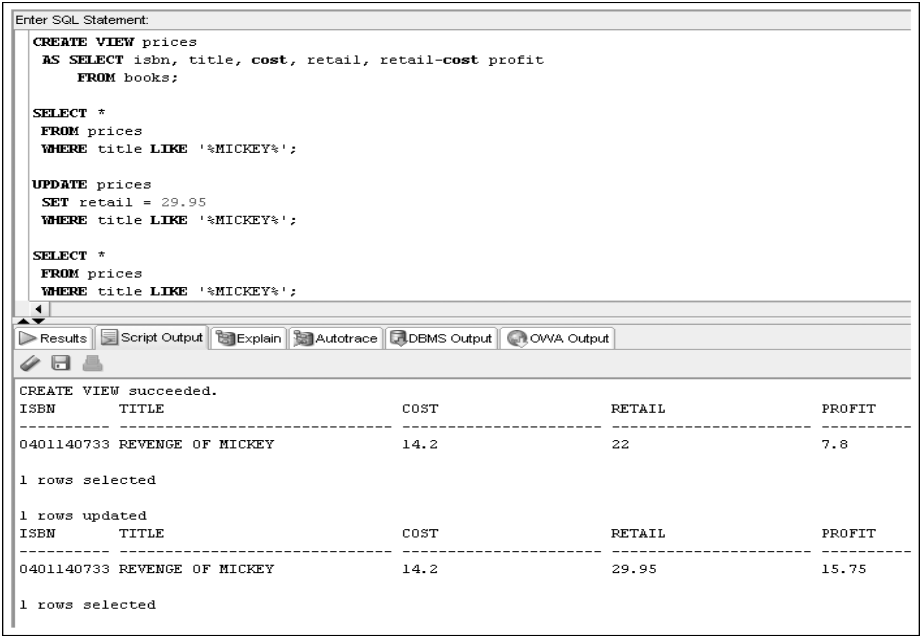 Enter SQL Statement:
CREATE VIEW prices
AS SELECT isbn, title, cost, retail, retail-cost profit
FROM books;
SELECT *
FROM prices
WHERE title LIKE '%MICKEY%';
UPDATE prices
SET retail = 29.95
WHERE title LIKE '%MICKEY%';
SELECT *
FROM prices
WHERE title LIKE '%MICKEY%';
Results Script Output Explain Autotrace DBMS Output OWA Output
CREATE VIEW succeeded.
ISBN TITLE COST RETAIL PROFIT
---------- ------------------------------ ---------------------- ---------------------- ----------
0401140733 REVENGE OF MICKEY 14.2 22 7.8
1 rows selected
1 rows updated
ISBN TITLE COST RETAIL PROFIT
---------- ------------------------------ ---------------------- ---------------------- ----------
0401140733 REVENGE OF MICKEY 14.2 29.95 15.75
1 rows selected